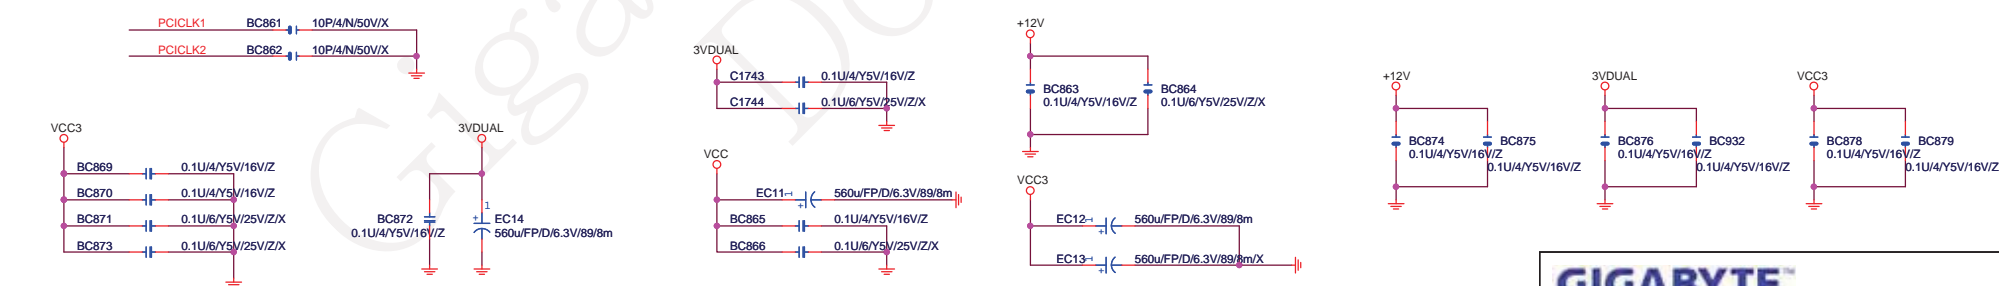 PCICLK1 BC861 10P/4/N/50V/X
PCICLK2 BC862 10P/4/N/50V/X
VCC3
BC869 0.1U/4/Y5V/16V/Z
BC870 0.1U/4/Y5V/16V/Z
BC871 0.1U/6/Y5V/25V/Z/X
BC873 0.1U/6/Y5V/25V/Z/X
3VDUAL
BC872
0.1U/4/Y5V/16V/Z
1
+
EC14
560u/FP/D/6.3V/89/8m
3VDUAL
C1743 0.1U/4/Y5V/16V/Z
C1744 0.1U/6/Y5V/25V/Z/X
VCC
EC11 1 + 560u/FP/D/6.3V/89/8m
BC865 0.1U/4/Y5V/16V/Z
BC866 0.1U/6/Y5V/25V/Z/X
+12V
BC863
0.1U/4/Y5V/16V/Z
BC864
0.1U/6/Y5V/25V/Z/X
VCC3
EC12 1 + 560u/FP/D/6.3V/89/8m
EC13 1 + 560u/FP/D/6.3V/89/8m/X
+12V
BC874
0.1U/4/Y5V/16V/Z
BC875
0.1U/4/Y5V/16V/Z
3VDUAL
BC876
0.1U/4/Y5V/16V/Z
BC932
0.1U/4/Y5V/16V/Z
VCC3
BC878
0.1U/4/Y5V/16V/Z
BC879
0.1U/4/Y5V/16V/Z
GIGABYTE™